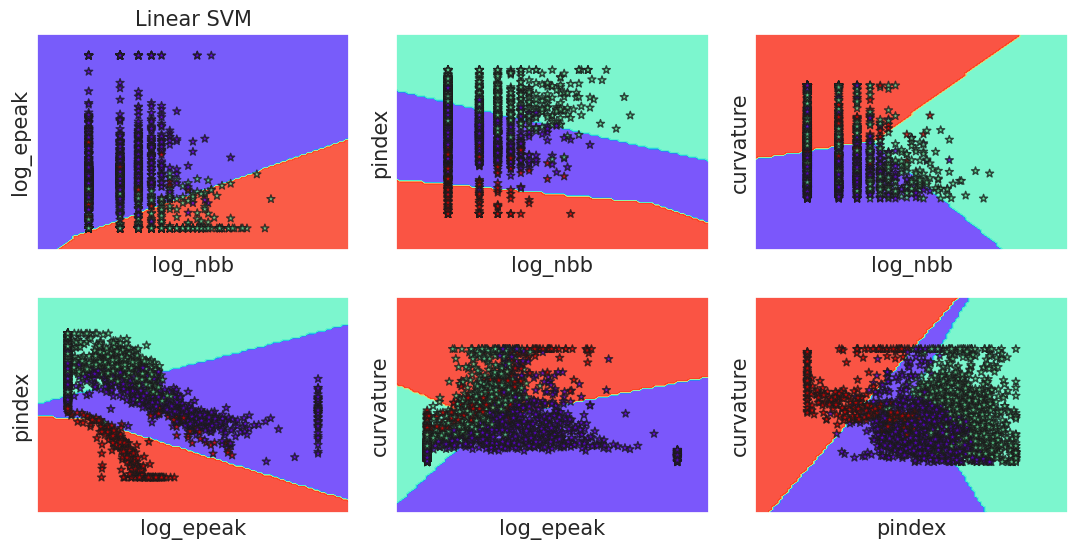 Linear SVM
log_epeak
log_nbb
pindex
log_nbb
curvature
log_nbb
pindex
log_epeak
curvature
log_epeak
curvature
pindex